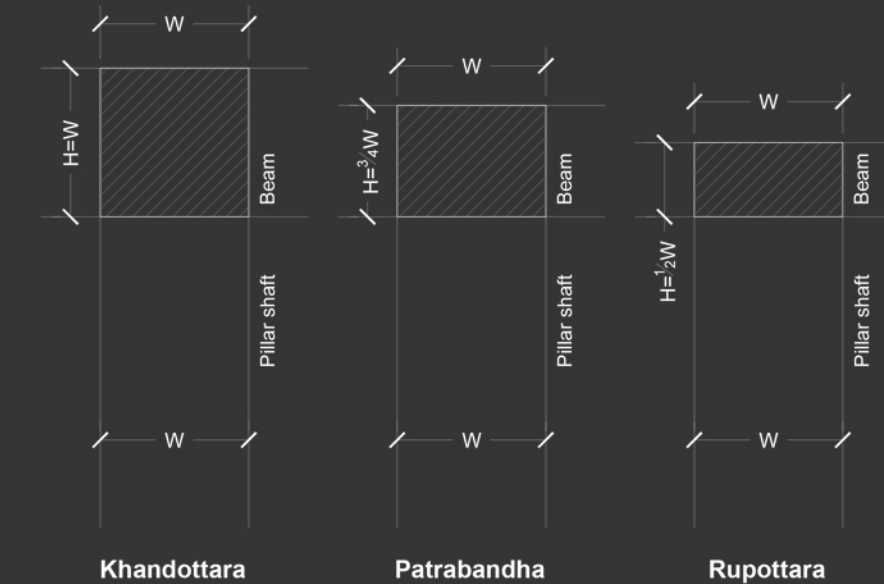 W
H=W
Beam
Pillar shaft
W
Khandottara
W
H=¾W
Beam
Pillar shaft
W
Patrabandha
W
H=½W
Beam
Pillar shaft
W
Rupottara